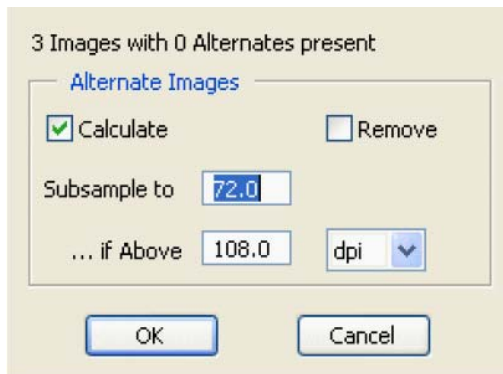 3 Images with 0 Alternates present
Alternate Images
Calculate Remove
Subsample to 72.0
... if Above 108.0 dpi
OK Cancel